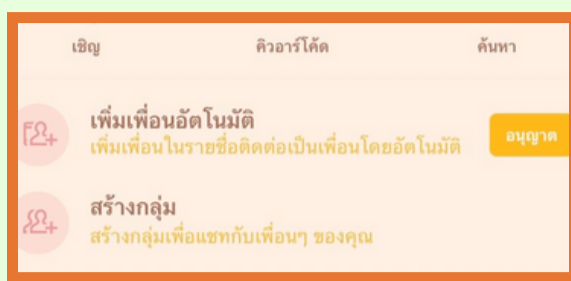 เชิญ คิวอาร์โค้ด ค้นหา
เพิ่มเพื่อนอัตโนมัติ
เพิ่มเพื่อนในรายชื่อติดต่อเป็นเพื่อนโดยอัตโนมัติ
อนุญาต
สร้างกลุ่ม
สร้างกลุ่มเพื่อแชทกับเพื่อนๆ ของคุณ